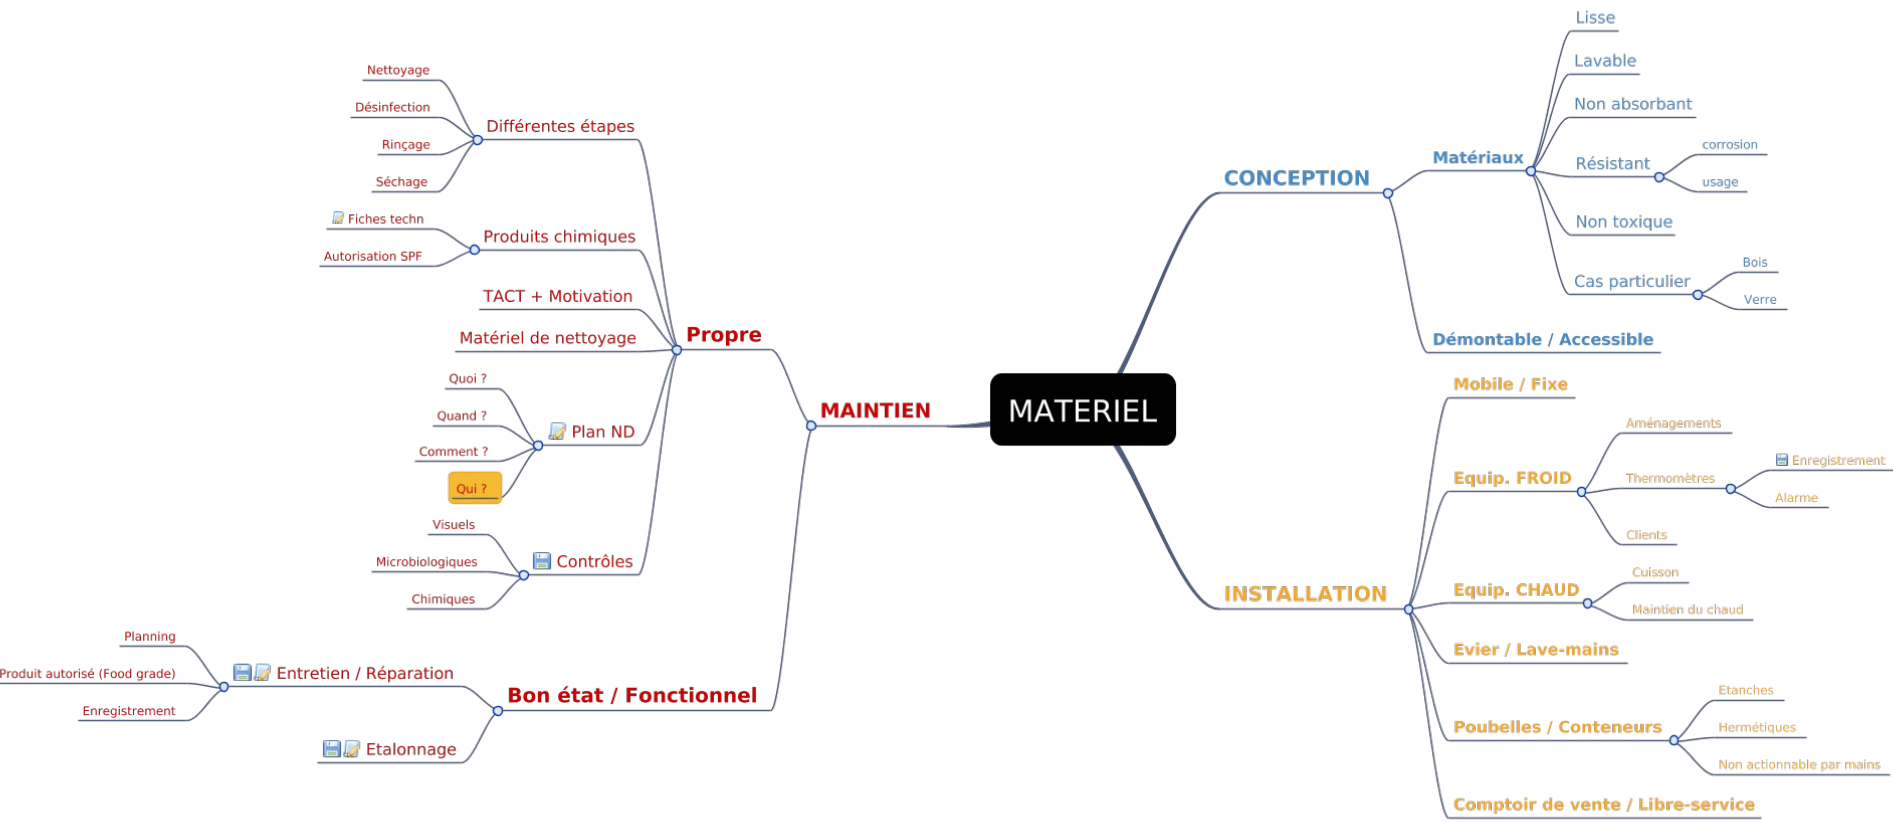 MATERIEL
CONCEPTION
Matériaux
Lisse
Lavable
Non absorbant
Résistant
corrosion
usage
Non toxique
Cas particulier
Bois
Verre
Démontable / Accessible
INSTALLATION
Mobile / Fixe
Equip. FROID
Aménagements
Thermomètres
Enregistrement
Alarme
Clients
Equip. CHAUD
Cuisson
Maintien du chaud
Evier / Lave-mains
Poubelles / Conteneurs
Etanches
Hermétiques
Non actionnable par mains
Comptoir de vente / Libre-service
MAINTIEN
Propre
Différentes étapes
Nettoyage
Désinfection
Rinçage
Séchage
Produits chimiques
Fiches techn
Autorisation SPF
TACT + Motivation
Matériel de nettoyage
Plan ND
Quoi ?
Quand ?
Comment ?
Qui ?
Contrôles
Visuels
Microbiologiques
Chimiques
Bon état / Fonctionnel
Entretien / Réparation
Planning
Produit autorisé (Food grade)
Enregistrement
Etalonnage